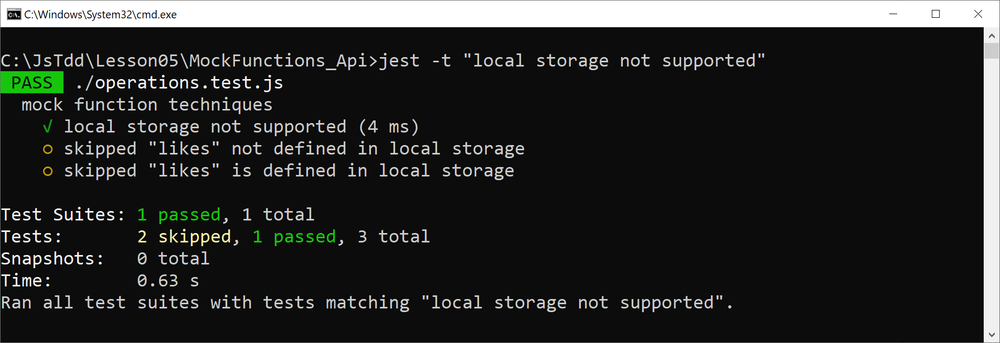 C:\Windows\System32\cmd.exe
C:\JsTdd\Lesson05\MockFunctions_Api>jest -t "local storage not supported"
PASS ./operations.test.js
mock function techniques
√ local storage not supported (4 ms)
○ skipped "likes" not defined in local storage
○ skipped "likes" is defined in local storage
Test Suites: 1 passed, 1 total
Tests: 2 skipped, 1 passed, 3 total
Snapshots: 0 total
Time: 0.63 s
Ran all test suites with tests matching "local storage not supported".